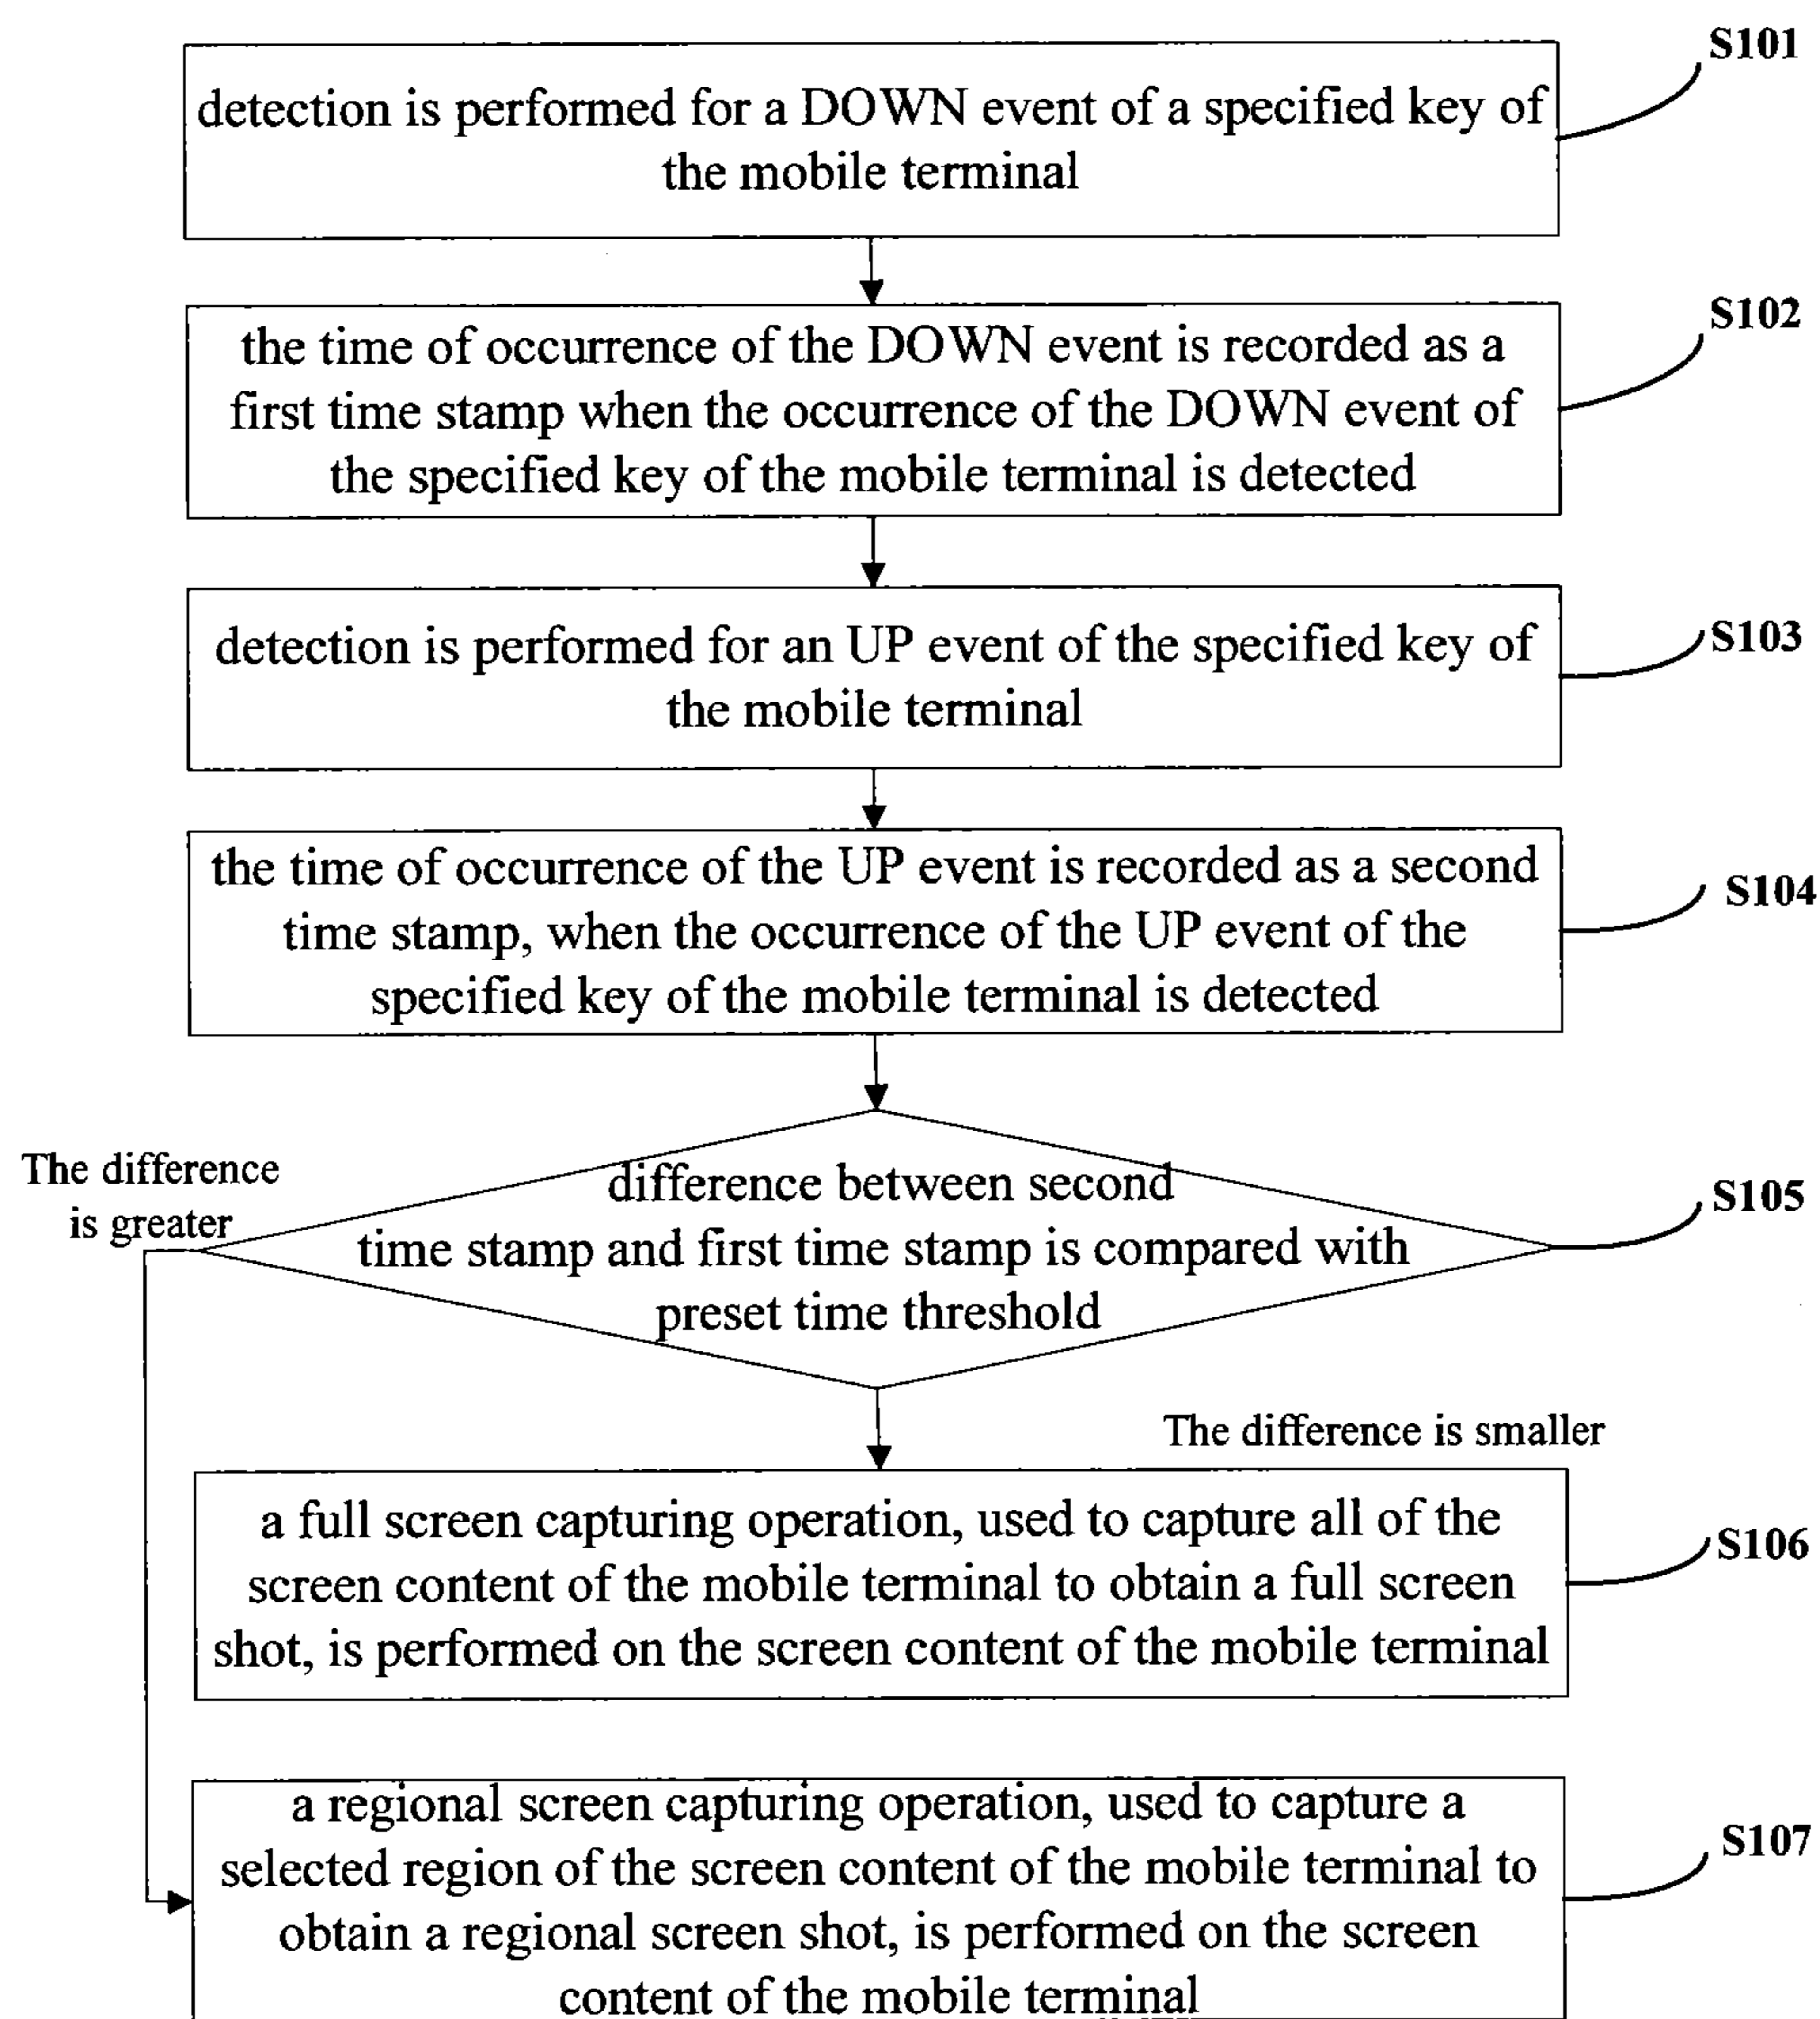 S101
detection is performed for a DOWN event of a specified key of
the mobile terminal
S102
the time of occurrence of the DOWN event is recorded as a
first time stamp when the occurrence of the DOWN event of
the specified key of the mobile terminal is detected
S103
detection is performed for an UP event of the specified key of
the mobile terminal
S104
the time of occurrence of the UP event is recorded as a second
time stamp, when the occurrence of the UP event of the
specified key of the mobile terminal is detected
The difference
is greater
S105
difference between second
time stamp and first time stamp is compared with
preset time threshold
The difference is smaller
S106
a full screen capturing operation, used to capture all of the
screen content of the mobile terminal to obtain a full screen
shot, is performed on the screen content of the mobile terminal
S107
a regional screen capturing operation, used to capture a
selected region of the screen content of the mobile terminal to
obtain a regional screen shot, is performed on the screen
content of the mobile terminal